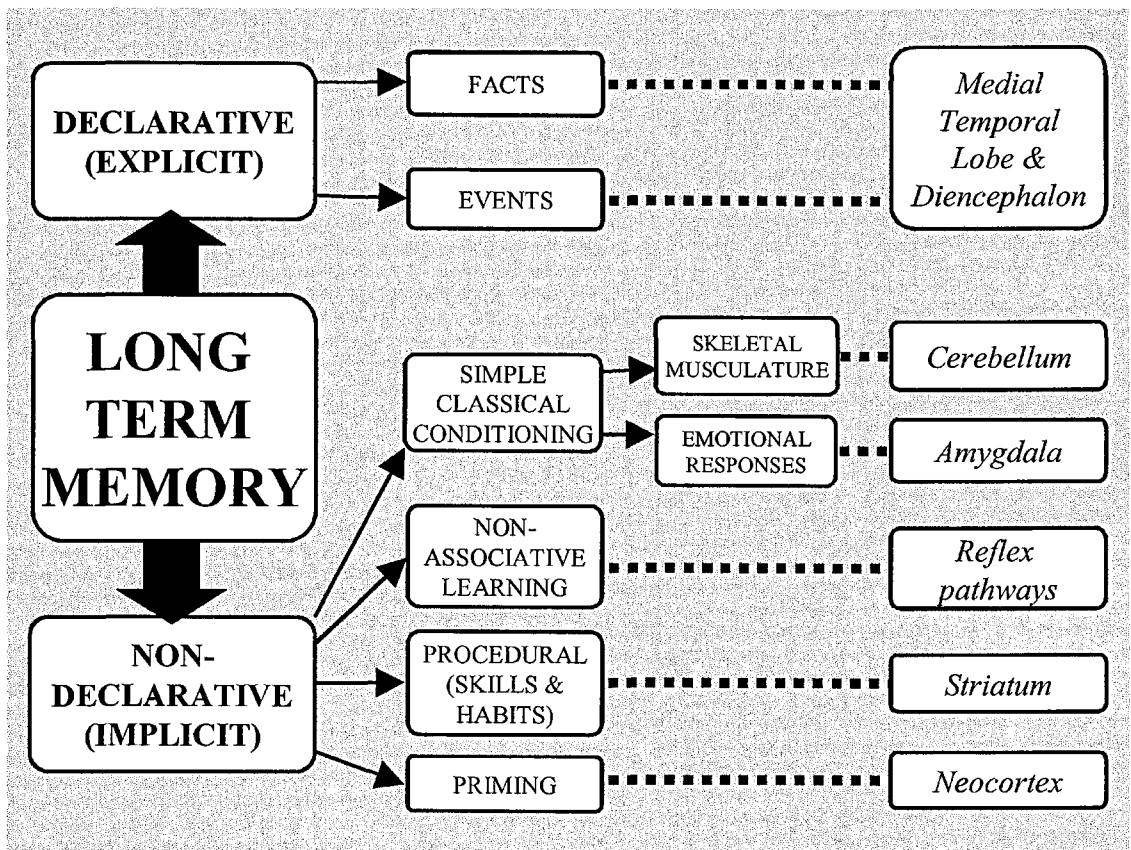 DECLARATIVE
(EXPLICIT)
FACTS
EVENTS
Medial
Temporal
Lobe &
Diencephalon
LONG
TERM
MEMORY
SIMPLE
CLASSICAL
CONDITIONING
SKELETAL
MUSCULATURE
Cerebellum
EMOTIONAL
RESPONSES
Amygdala
NON-
ASSOCIATIVE
LEARNING
Reflex
pathways
NON-
DECLARATIVE
(IMPLICIT)
PROCEDURAL
(SKILLS &
HABITS)
Striatum
PRIMING
Neocortex